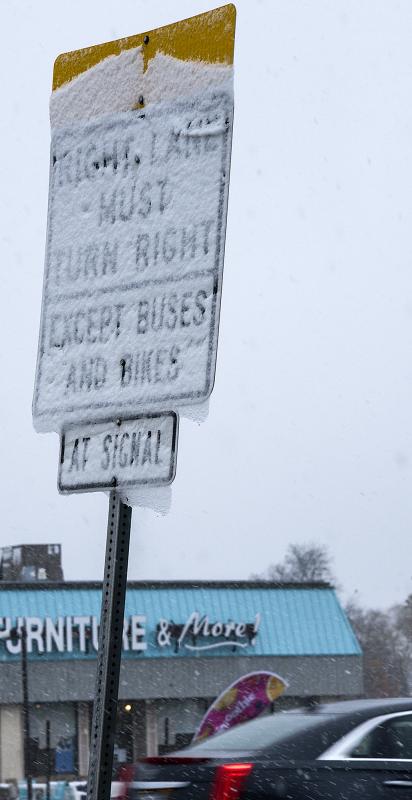 RIGHT LANE
MUST
TURN RIGHT
EXCEPT BUSES
AND BIKES
AT SIGNAL
FURNITURE & More!